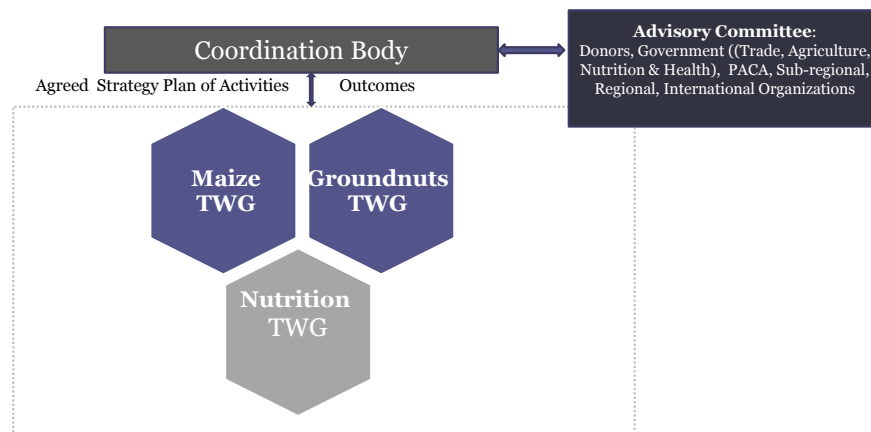 Coordination Body
Advisory Committee:
Donors, Government ((Trade, Agriculture,
Nutrition & Health), PACA, Sub-regional,
Regional, International Organizations
Agreed Strategy Plan of Activities
Outcomes
Maize
TWG
Groundnuts
TWG
Nutrition
TWG